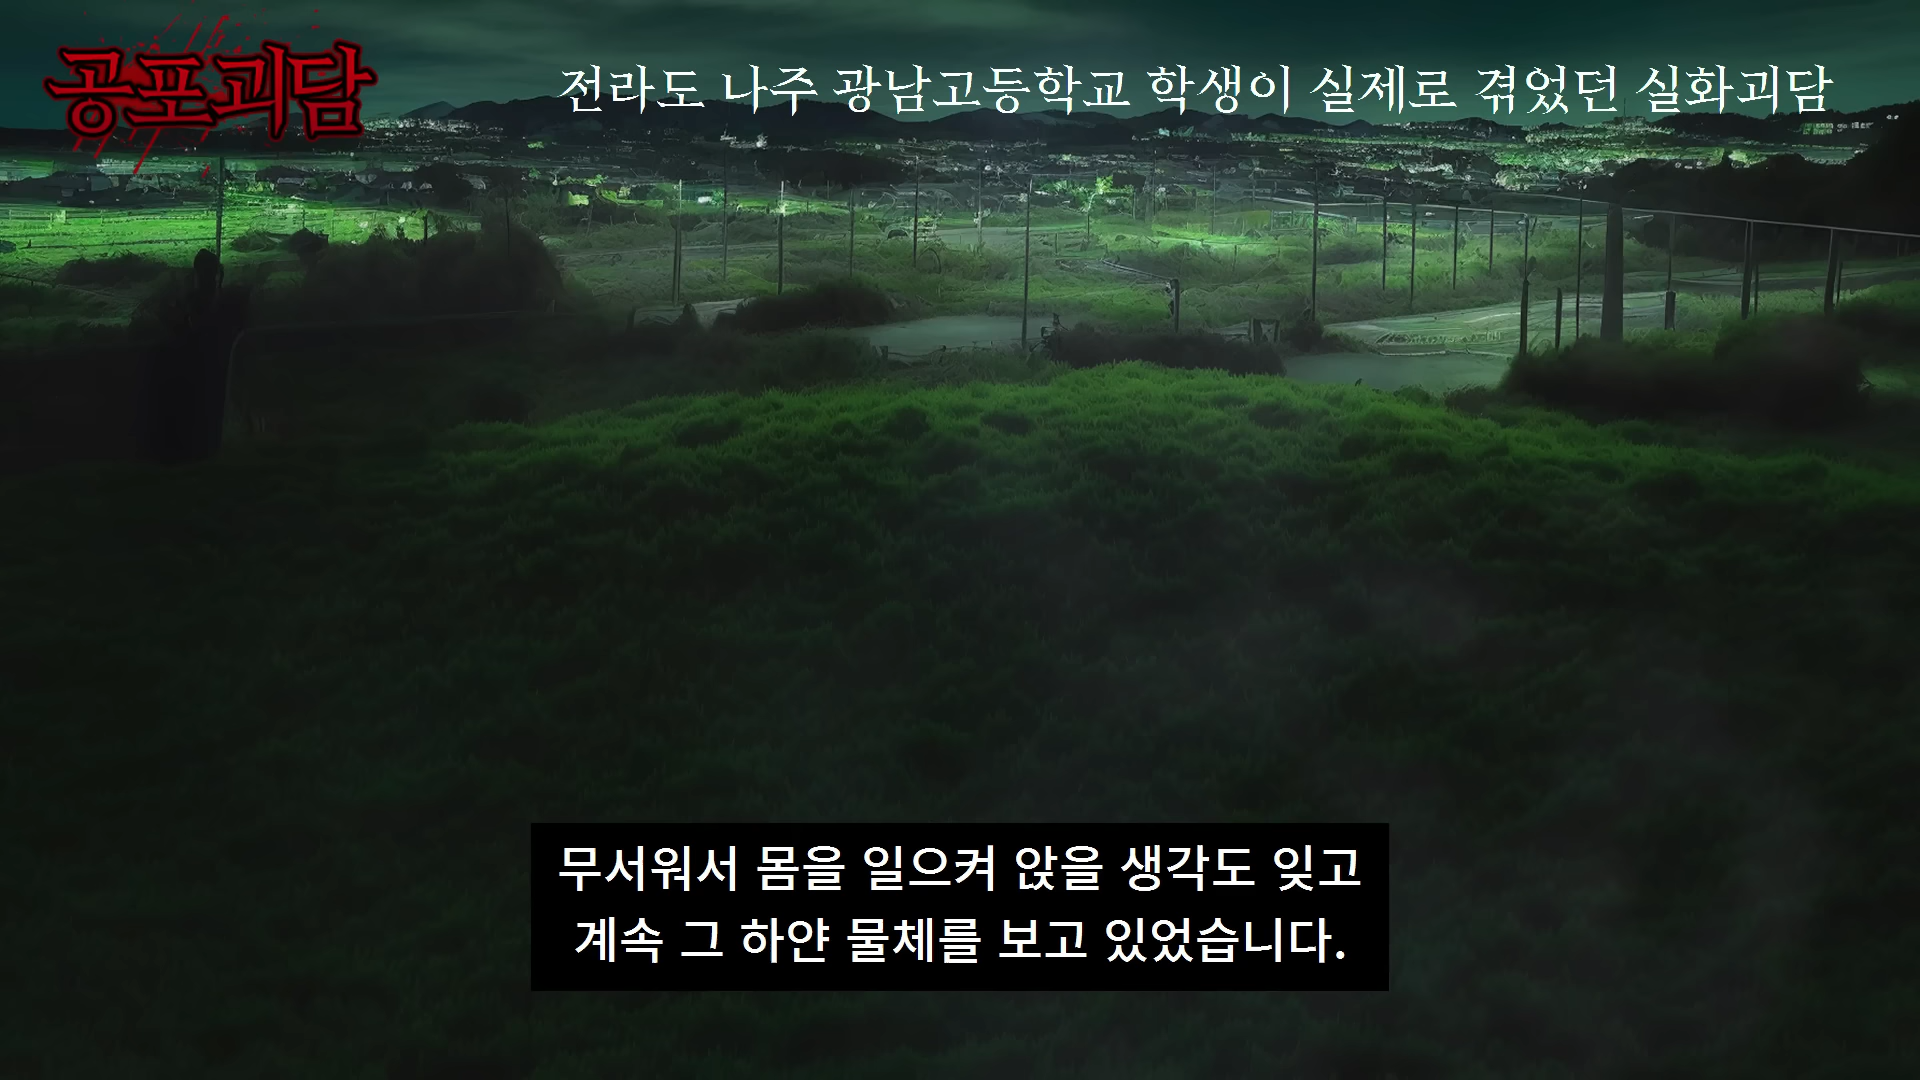 공포괴담
전라도 나주 광남고등학교 학생이 실제로 겪었던 실화괴담
무서워서 몸을 일으켜 앉을 생각도 잊고
계속 그 하얀 물체를 보고 있었습니다.